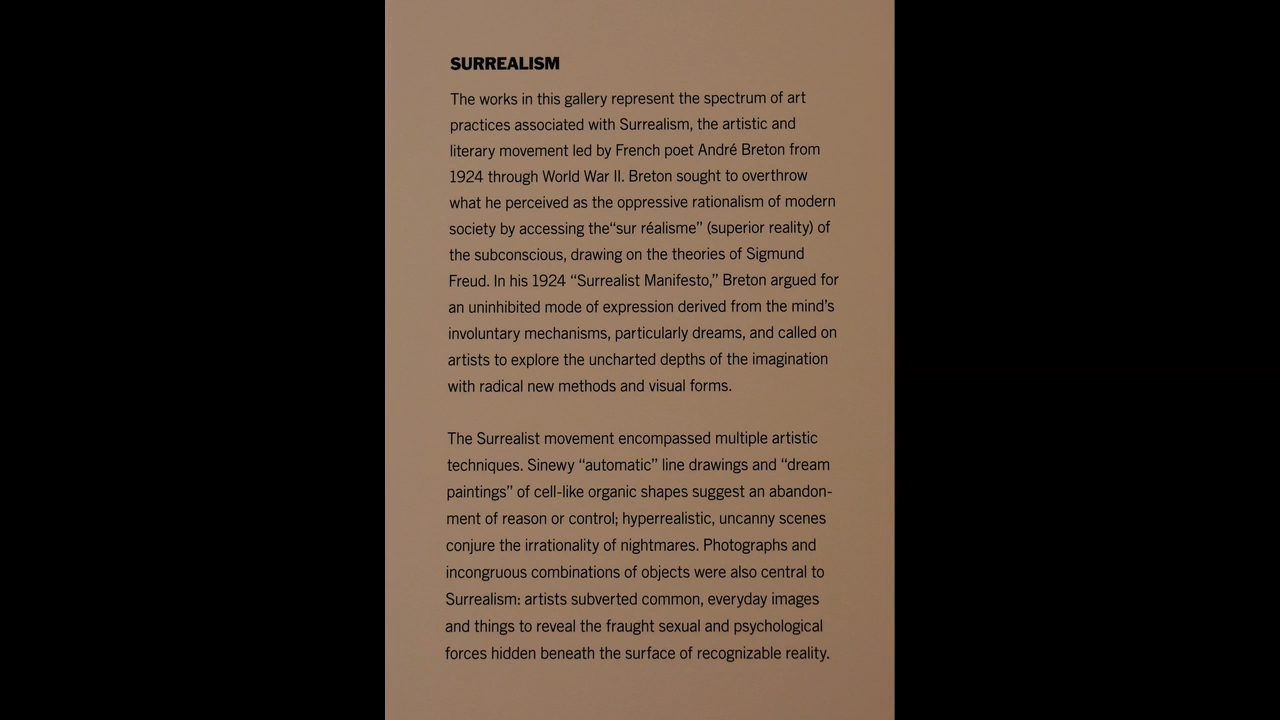 SURREALISM
The works in this gallery represent the spectrum of art
practices associated with Surrealism, the artistic and
literary movement led by French poet André Breton from
1924 through World War II. Breton sought to overthrow
what he perceived as the oppressive rationalism of modern
society by accessing the“sur réalisme” (superior reality) of
the subconscious, drawing on the theories of Sigmund
Freud. In his 1924 “Surrealist Manifesto,” Breton argued for
an uninhibited mode of expression derived from the mind’s
involuntary mechanisms, particularly dreams, and called on
artists to explore the uncharted depths of the imagination
with radical new methods and visual forms.
The Surrealist movement encompassed multiple artistic
techniques. Sinewy “automatic” line drawings and “dream
paintings” of cell-like organic shapes suggest an abandon-
ment of reason or control; hyperrealistic, uncanny scenes
conjure the irrationality of nightmares. Photographs and
incongruous combinations of objects were also central to
Surrealism: artists subverted common, everyday images
and things to reveal the fraught sexual and psychological
forces hidden beneath the surface of recognizable reality.